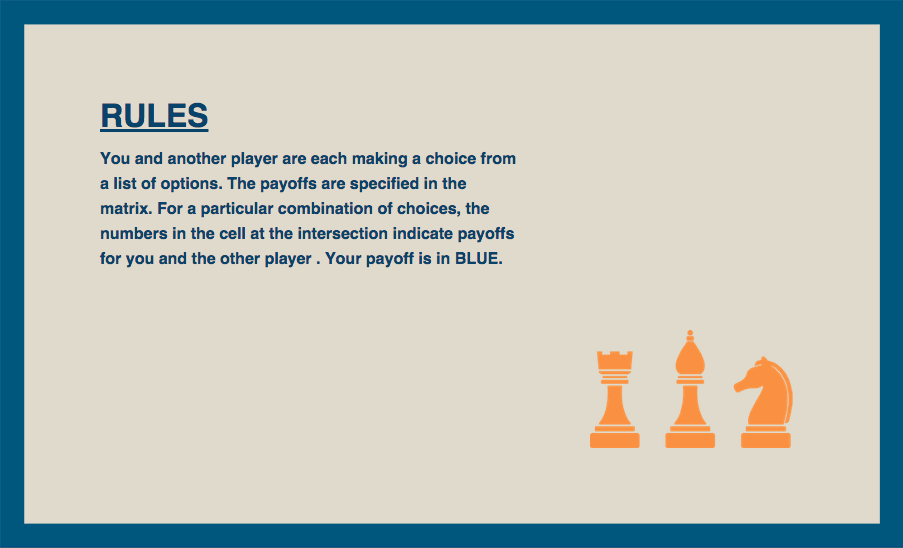 RULES
You and another player are each making a choice from
a list of options. The payoffs are specified in the
matrix. For a particular combination of choices, the
numbers in the cell at the intersection indicate payoffs
for you and the other player . Your payoff is in BLUE.